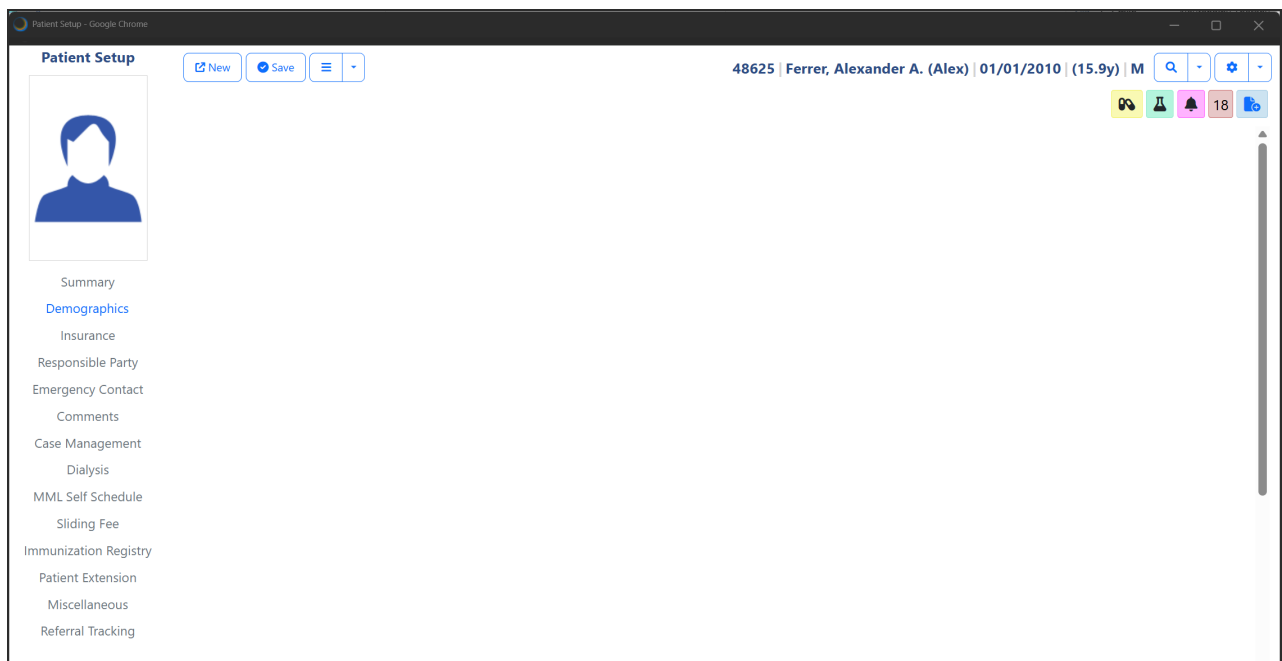 Patient Setup - Google Chrome
Patient Setup
New
Save
48625 | Ferrer, Alexander A. (Alex) | 01/01/2010 | (15.9y) | M
18
Summary
Demographics
Insurance
Responsible Party
Emergency Contact
Comments
Case Management
Dialysis
MML Self Schedule
Sliding Fee
Immunization Registry
Patient Extension
Miscellaneous
Referral Tracking